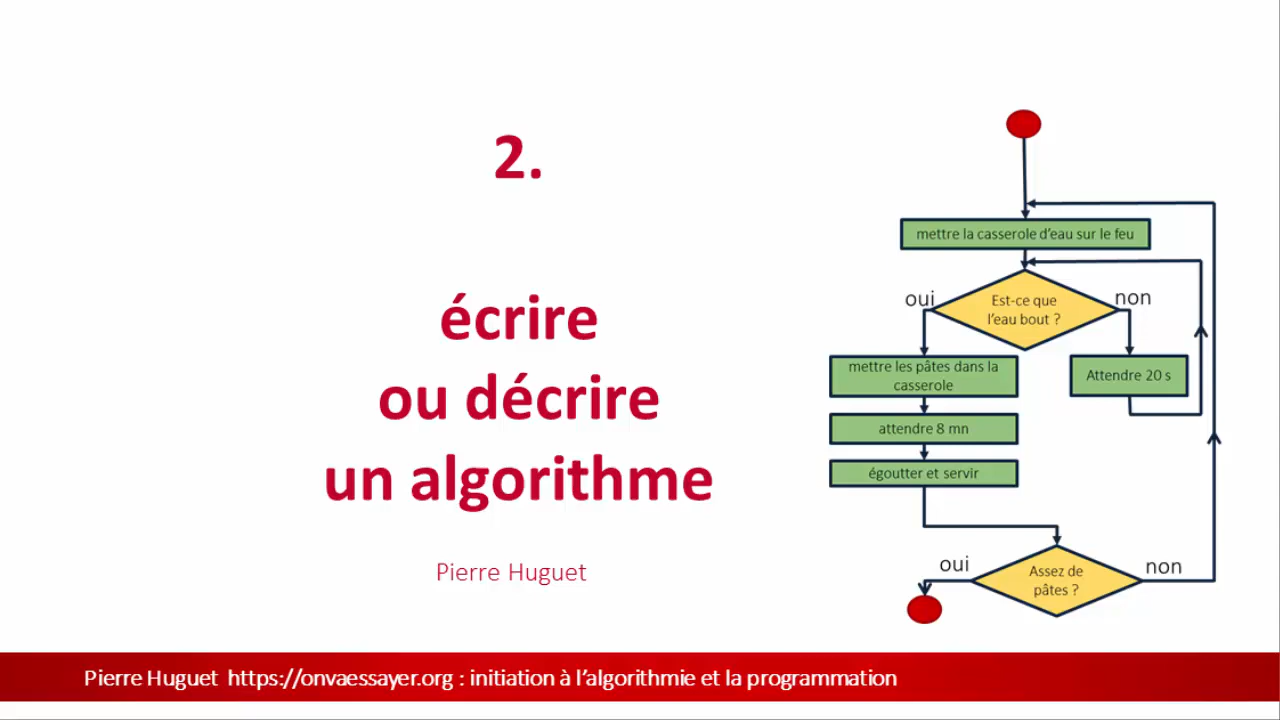 2.
écrire
ou décrire
un algorithme
Pierre Huguet
mettre la casserole d'eau sur le feu
oui
Est-ce que
l'eau bout ?
non
mettre les pâtes dans la
casserole
Attendre 20 s
attendre 8 mn
égoutter et servir
oui
Assez de
pâtes ?
non
Pierre Huguet https://onvaessayer.org : initiation à l'algorithmie et la programmation